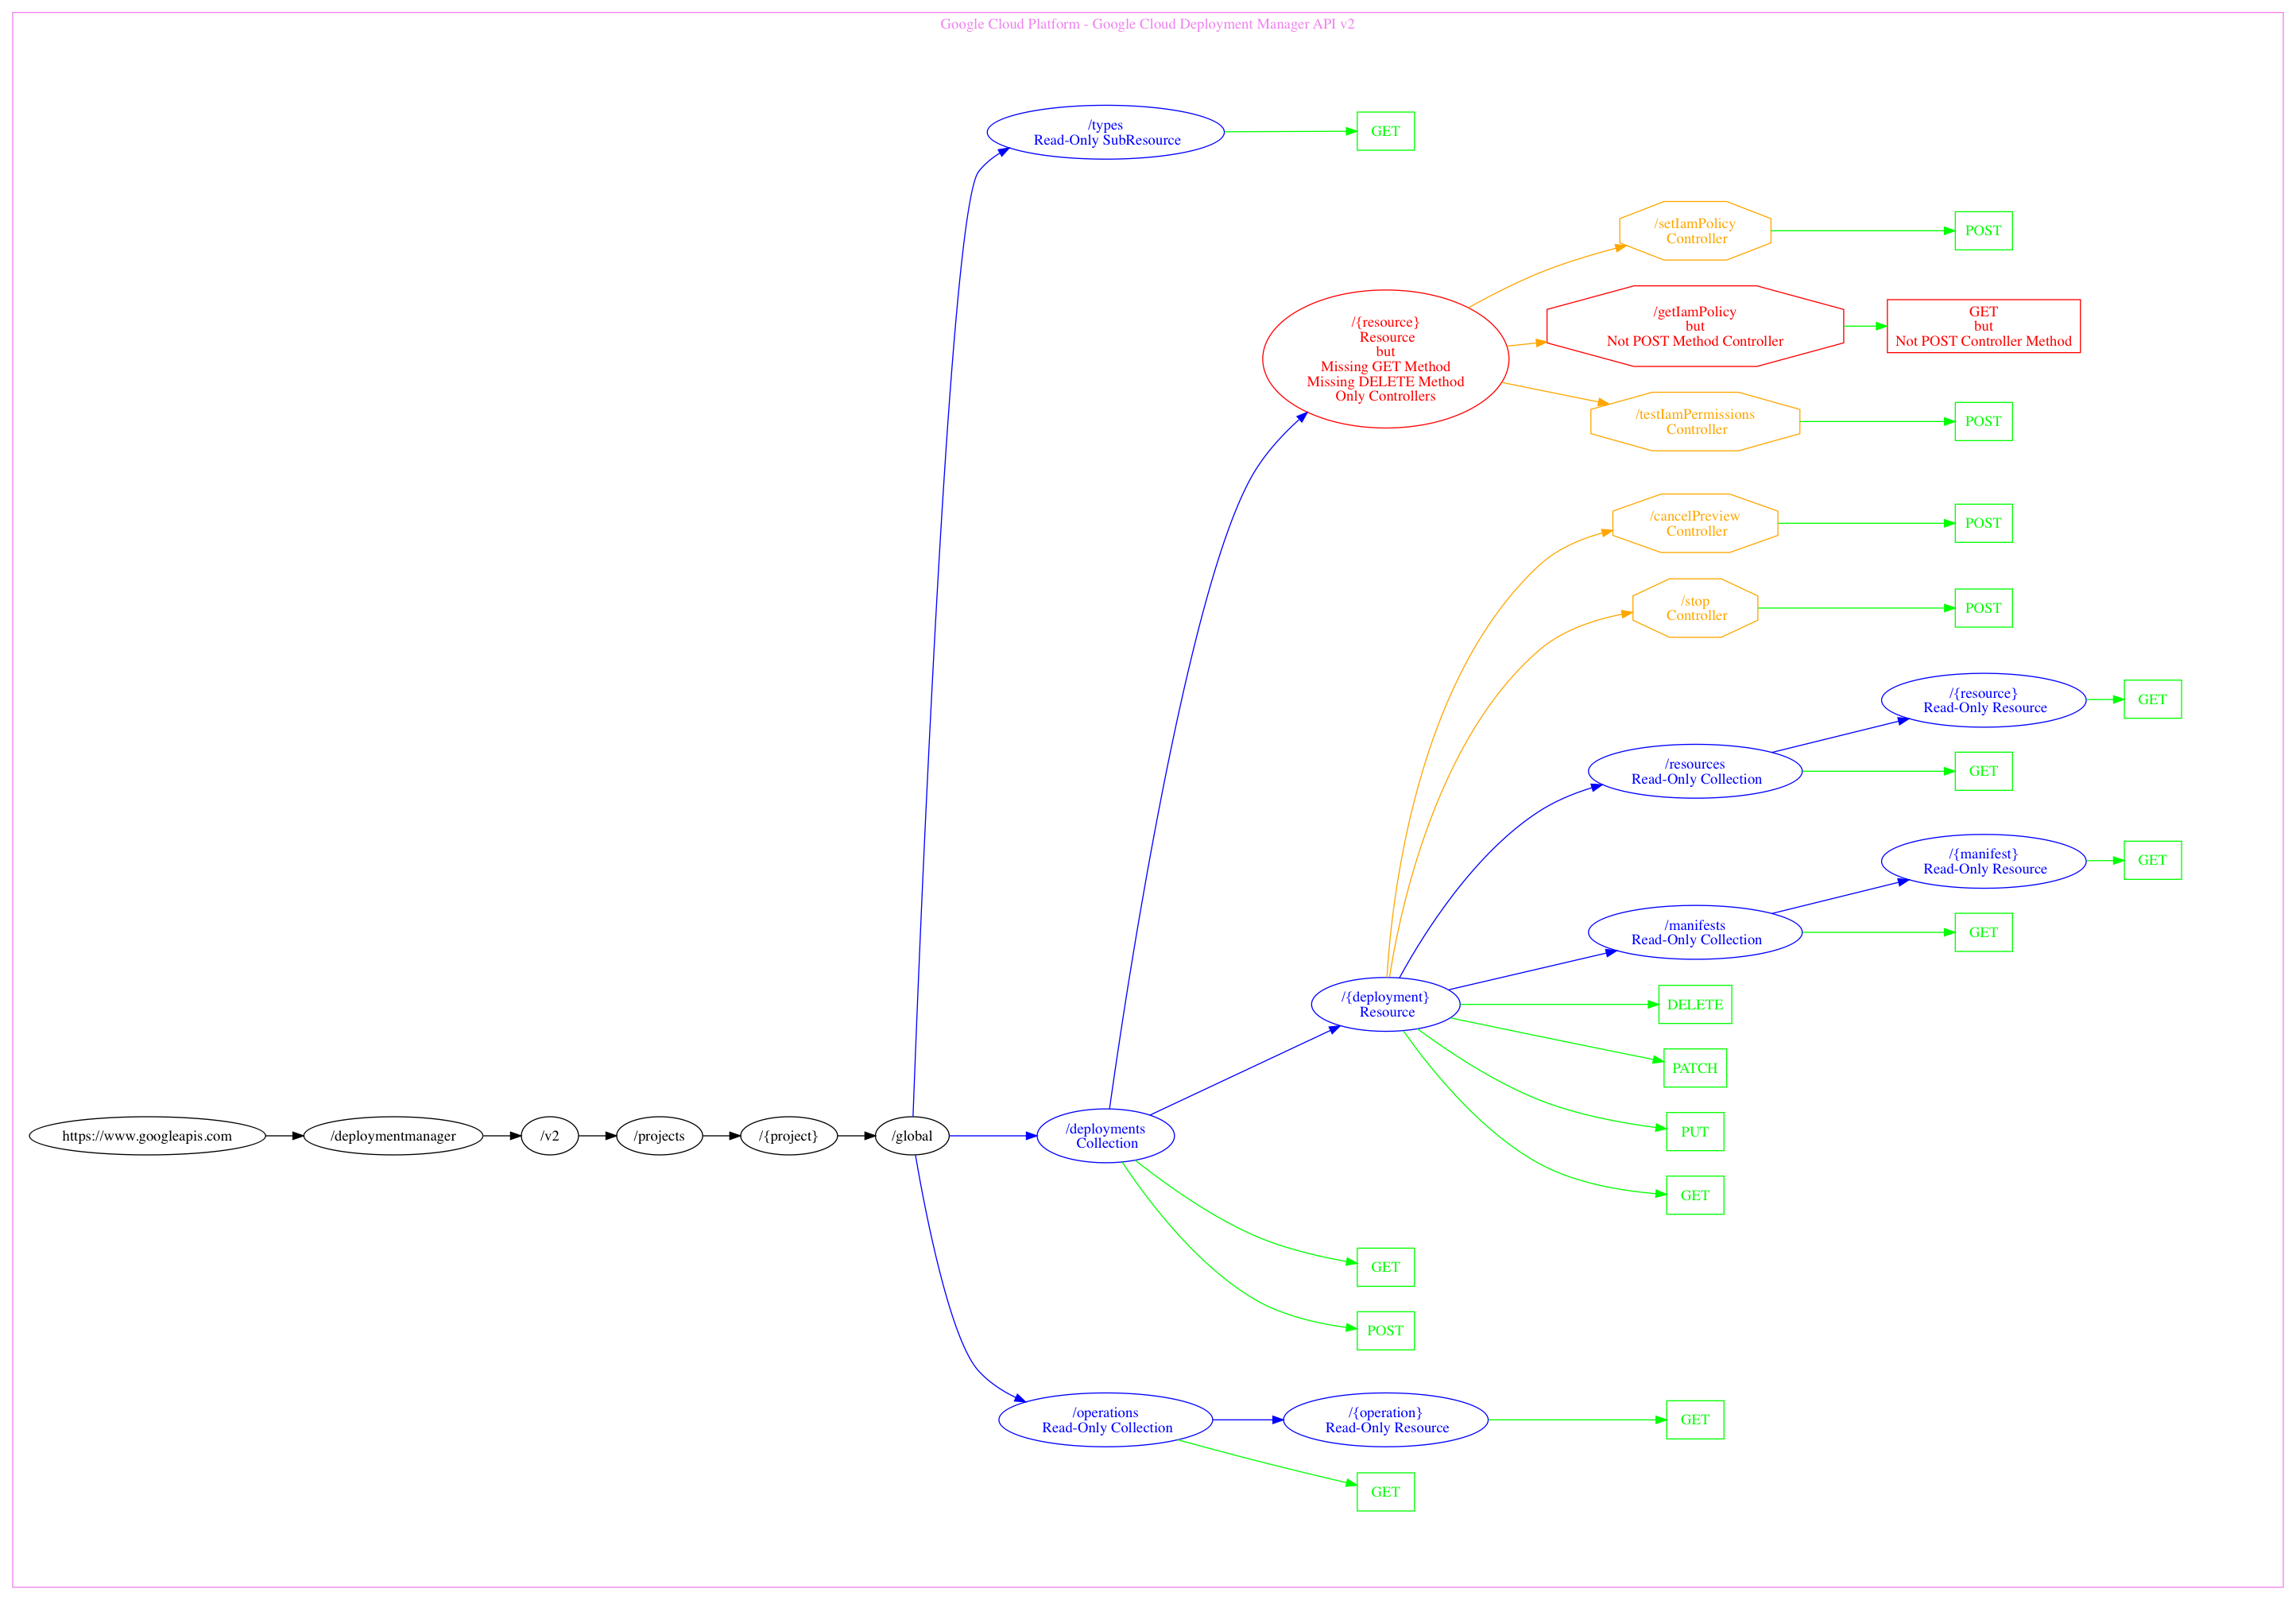 Google Cloud Platform - Google Cloud Deployment Manager API v2
/types
Read-Only SubResource
GET
/setIamPolicy
Controller
POST
/{resource}
Resource
but
Missing GET Method
Missing DELETE Method
Only Controllers
/getIamPolicy
but
Not POST Method Controller
GET
but
Not POST Controller Method
/testIamPermissions
Controller
POST
/cancelPreview
Controller
POST
/stop
Controller
POST
/{resource}
Read-Only Resource
GET
/resources
Read-Only Collection
GET
/{manifest}
Read-Only Resource
GET
/manifests
Read-Only Collection
GET
/{deployment}
Resource
DELETE
PATCH
PUT
GET
https://www.googleapis.com
/deploymentmanager
/v2
/projects
/{project}
/global
/deployments
Collection
GET
POST
/operations
Read-Only Collection
/{operation}
Read-Only Resource
GET
GET